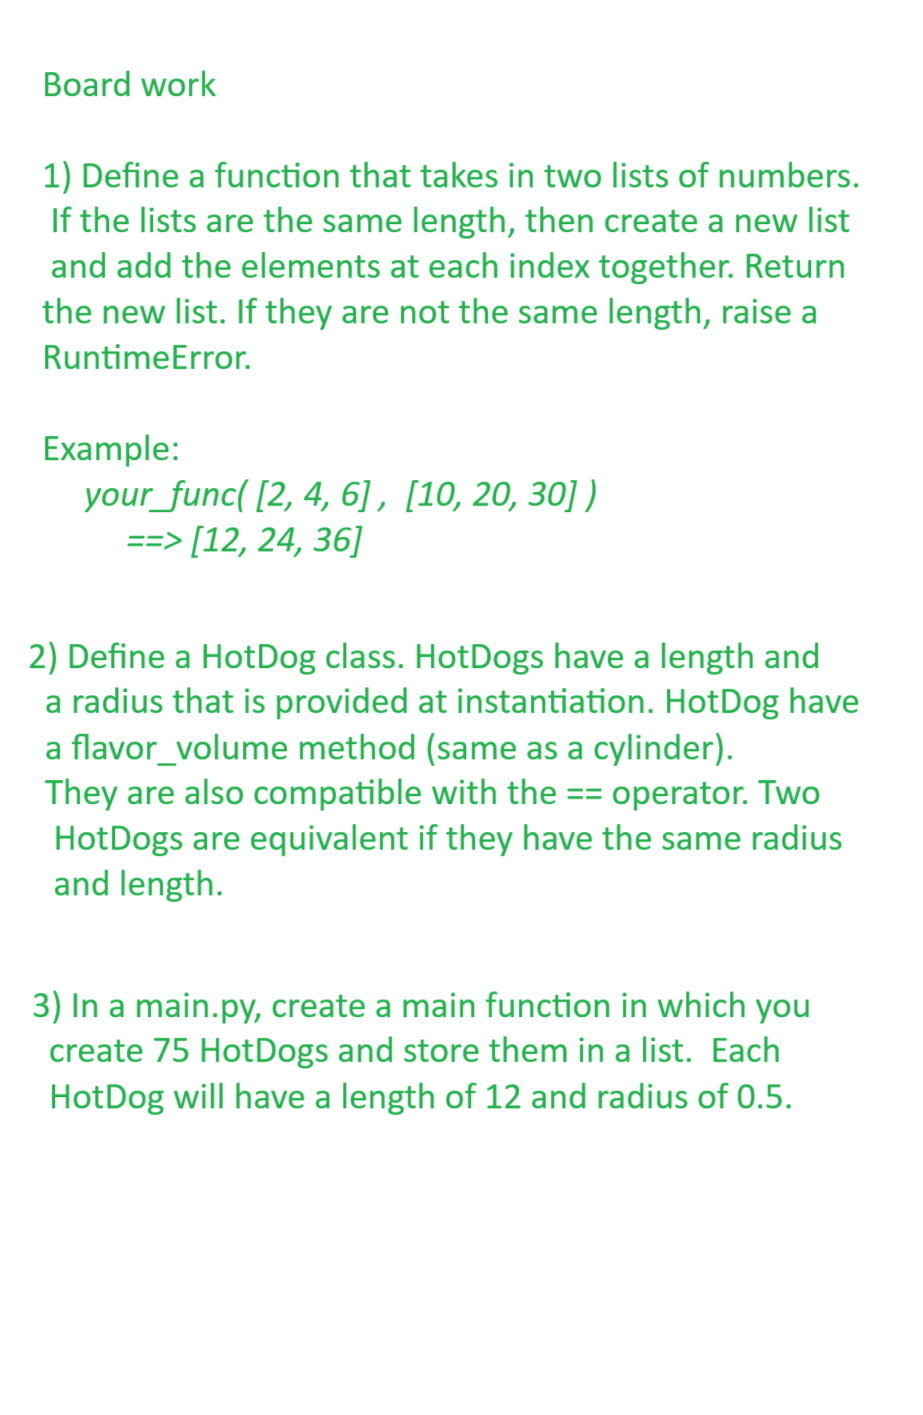 Board work
1) Define a function that takes in two lists of numbers.
If the lists are the same length, then create a new list
and add the elements at each index together. Return
the new list. If they are not the same length, raise a
RuntimeError.
Example:
your_func( [2, 4, 6] , [10, 20, 30] )
==> [12, 24, 36]
2) Define a HotDog class. HotDogs have a length and
a radius that is provided at instantiation. HotDog have
a flavor_volume method (same as a cylinder).
They are also compatible with the == operator. Two
HotDogs are equivalent if they have the same radius
and length.
3) In a main.py, create a main function in which you
create 75 HotDogs and store them in a list. Each
HotDog will have a length of 12 and radius of 0.5.